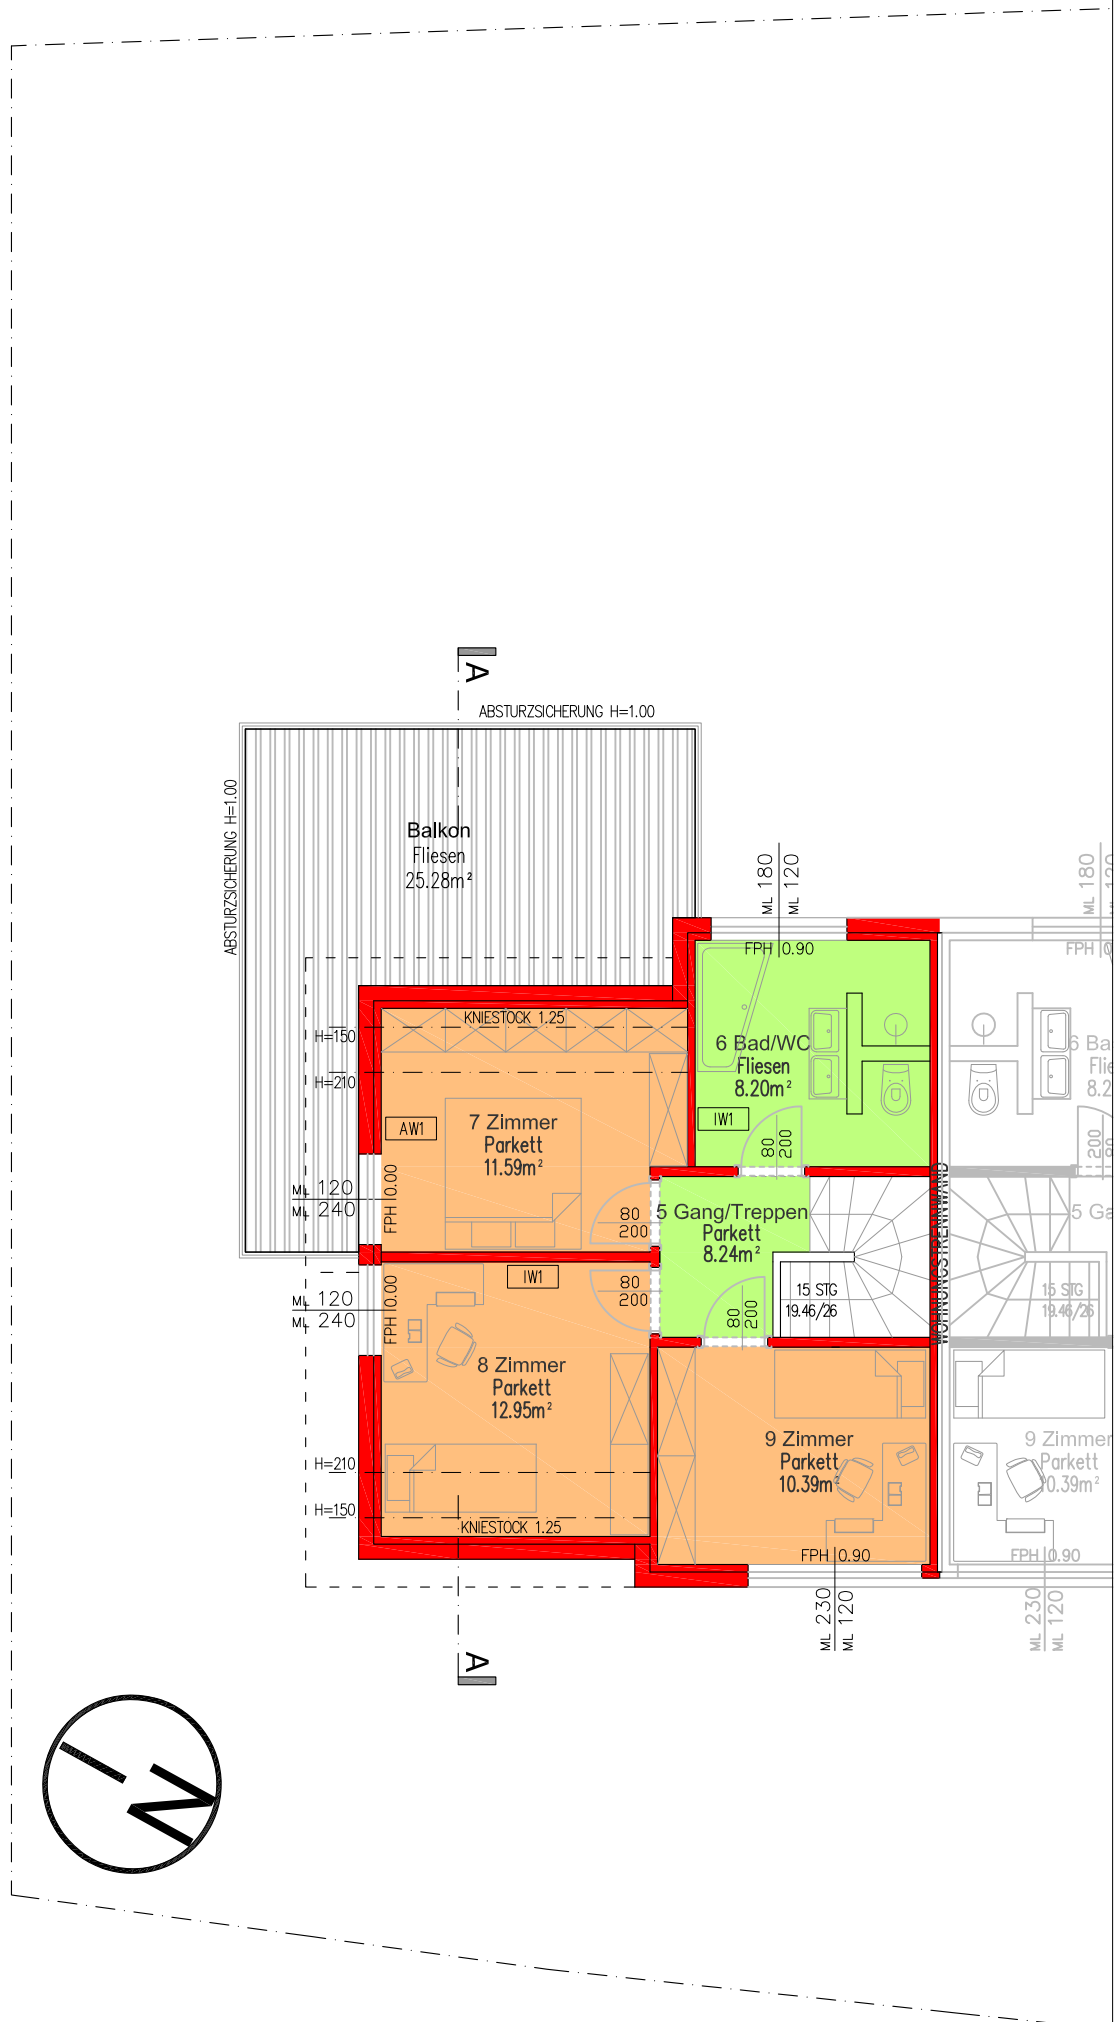 A
ABSTURZSICHERUNG H=1.00
ABSTURZSICHERUNG H=1.00
Balkon
Fliesen
25.28m²
ML 180
120
ML 180
FPH 0.90
FPH
KNIESTOCK 1.25
H=150
H=210
6 Bad/WC
Fliesen
8.20m²
6 Ba
Flie
8.2
AW1
IW1
7 Zimmer
Parkett
11.59m²
80
200
200
ML 120
ML 240
FPH 0.00
80
200
5 Gang/Treppen
Parkett
8.24m²
5 Ga
WOHNUNGSTRENNWAND
WOHNUNGSTRENNWAND
IW1
80
200
80
200
15 STG
19.46/26
15 STG
19.46/26
ML 120
ML 240
FPH 0.00
8 Zimmer
Parkett
12.95m²
9 Zimmer
Parkett
10.39m²
9 Zimmer
Parkett
10.39m²
H=210
H=150
KNIESTOCK 1.25
FPH 0.90
FPH 0.90
ML 230
120
ML 230
120
A
N